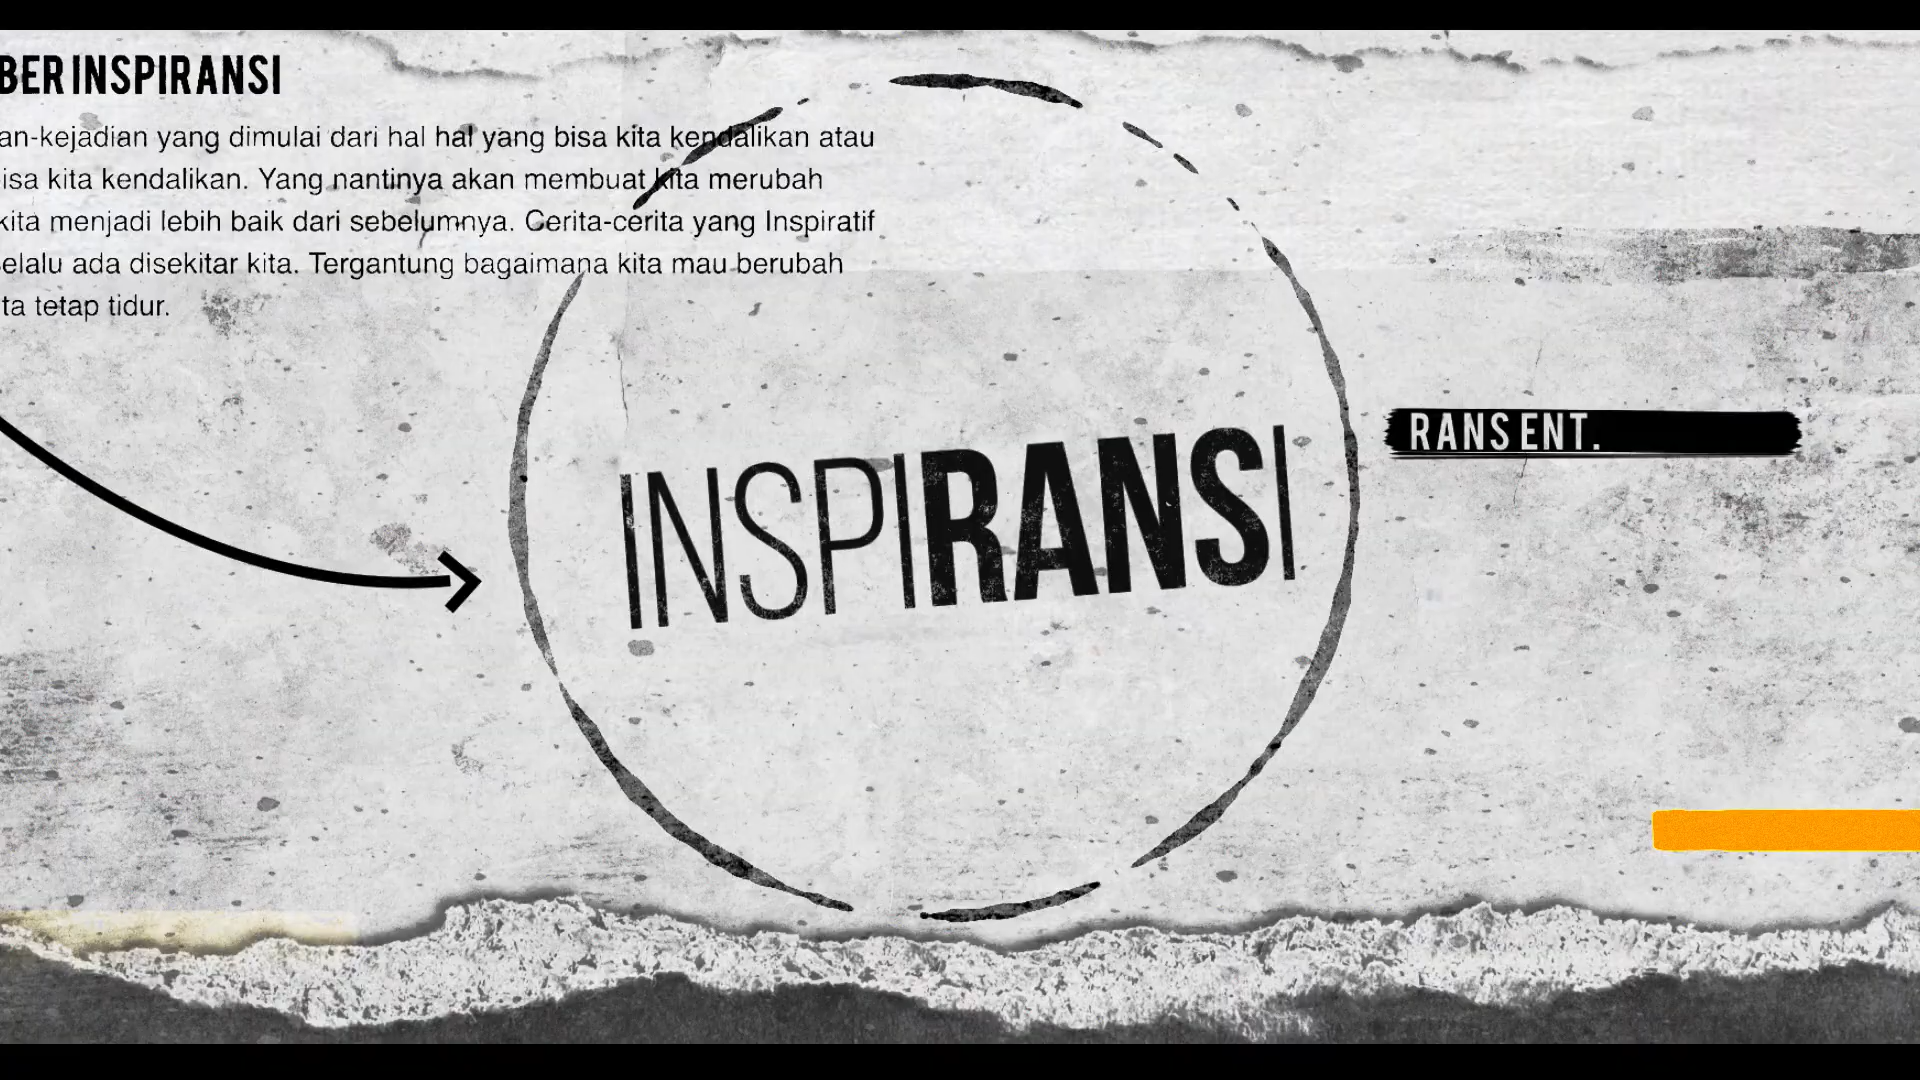 BER INSPIRANSI
an-kejadian yang dimulai dari hal hal yang bisa kita kendalikan atau
isa kita kendalikan. Yang nantinya akan membuat kita merubah
kita menjadi lebih baik dari sebelumnya. Cerita-cerita yang Inspiratif
elalu ada disekitar kita. Tergantung bagaimana kita mau berubah
ta tetap tidur.
RANS ENT.
INSPIRANSI